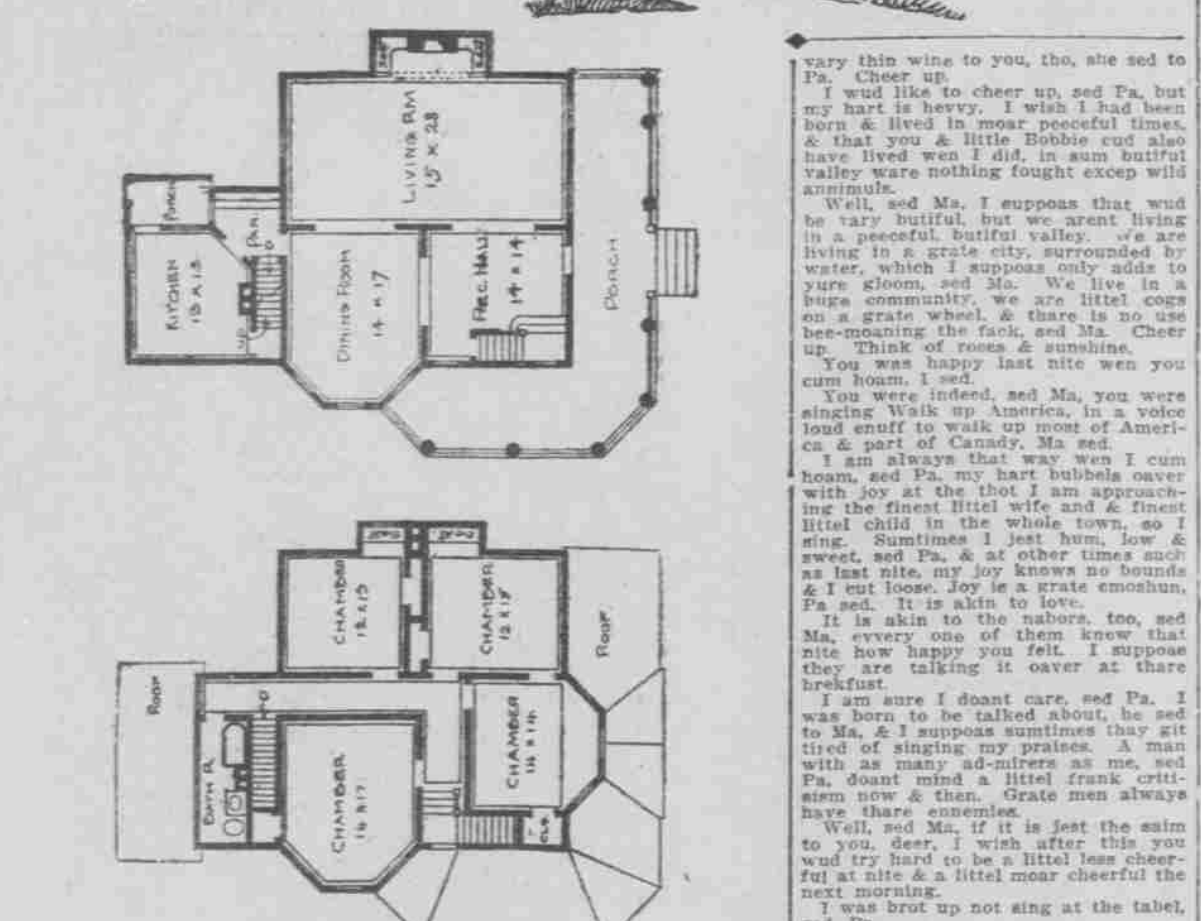 LIVING RM
15 x 28
PORCH
PAN.
KITCHEN
UP
DINING ROOM
14 x 17
REC. HALL
14 x 14
PORCH
CHAMBER
CHAMBER
ROOF
ROOF
BATH R.
CHAMBER
CHAMBER
CLO.
vary thin wine to you, tho, she sed to
Pa. Cheer up.
I wud like to cheer up, sed Pa, but
my hart is hevvy. I wish I had been
born & lived in moar peeceful times,
& that you & little Bobbie cud also
have lived wen I did, in sum butiful
valley ware nothing fought excep wild
annimuls.
Well, sed Ma, I suppoas that wud
be vary butiful, but we arent living
in a peeceful, butiful valley. We are
living in a grate city, surrounded by
water, which I suppoas only adds to
yure gloom, sed Ma. We live in a
huge community, we are littel cogs
on a grate wheel, & thare is no use
bee-moaning the fack, sed Ma. Cheer
up. Think of roses & sunshine.
You was happy last nite wen you
cum hoam, I sed.
You were indeed, sed Ma, you were
singing Walk up America, in a voice
loud enuff to walk up most of Ameri-
ca & part of Canady, Ma sed.
I am always that way wen I cum
hoam, sed Pa, my hart bubbels oaver
with joy at the thot I am approach-
ing the finest littel wife and & finest
littel child in the whole town, so I
sing. Sumtimes I jest hum, low &
sweet, sed Pa, & at other times such
as last nite, my joy knows no bounds
& I cut loose. Joy is a grate emoshun,
Pa sed. It is akin to love.
It is akin to the nabors, too, sed
Ma, evvery one of them knew that
nite how happy you felt. I suppoas
they are talking it oaver at thare
brekfust.
I am sure I doant care, sed Pa. I
was born to be talked about, he sed
to Ma, & I suppoas sumtimes thay git
tired of singing my praises. A man
with as many ad-mirers as me, sed
Pa, doant mind a littel frank criti-
sism now & then. Grate men always
have thare ennemies.
Well, sed Ma, if it is jest the saim
to you, deer, I wish after this you
wud try hard to be a littel less cheer-
ful at nite & a littel moar cheerful the
next morning.
I was brot up not sing at the tabel,
sed Pa